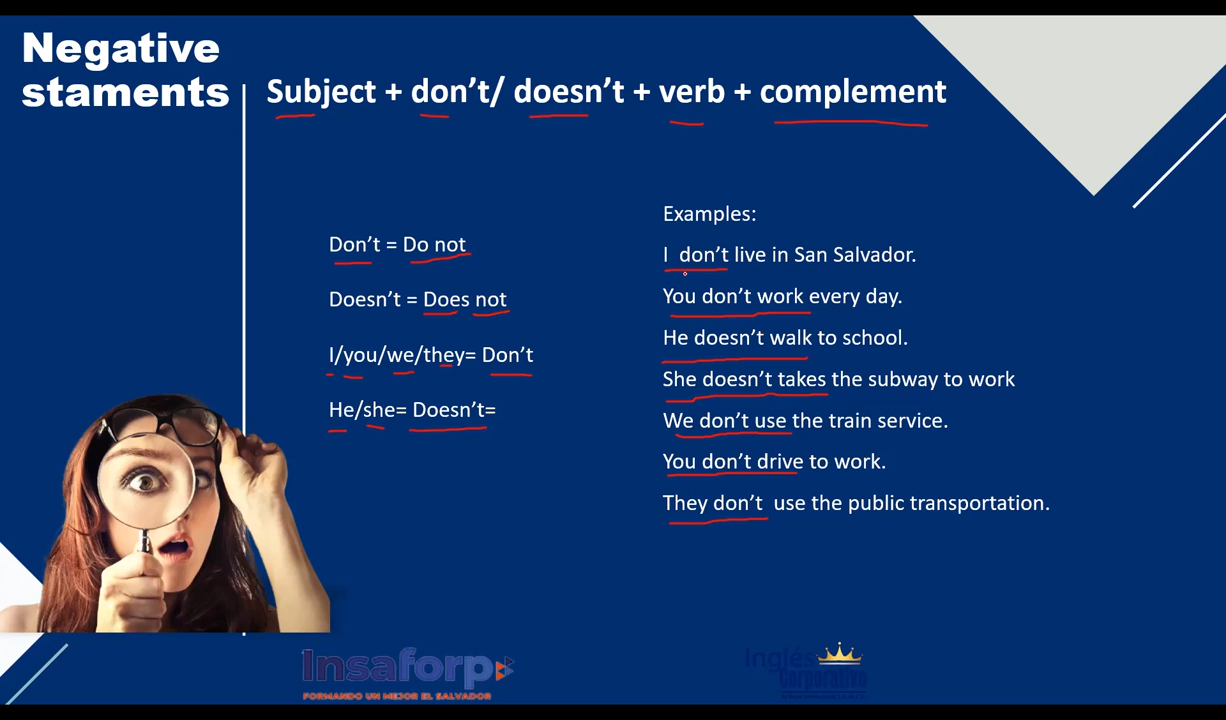 Negative
staments
Subject + don't/ doesn't + verb + complement
Don't = Do not
Doesn't = Does not
I/you/we/they= Don't
He/she= Doesn't=
Examples:
I don't live in San Salvador.
You don't work every day.
He doesn't walk to school.
She doesn't takes the subway to work
We don't use the train service.
You don't drive to work.
They don't use the public transportation.
Insaforp
FORMANDO UN MEJOR EL SALVADOR
Inglés
Corporativo